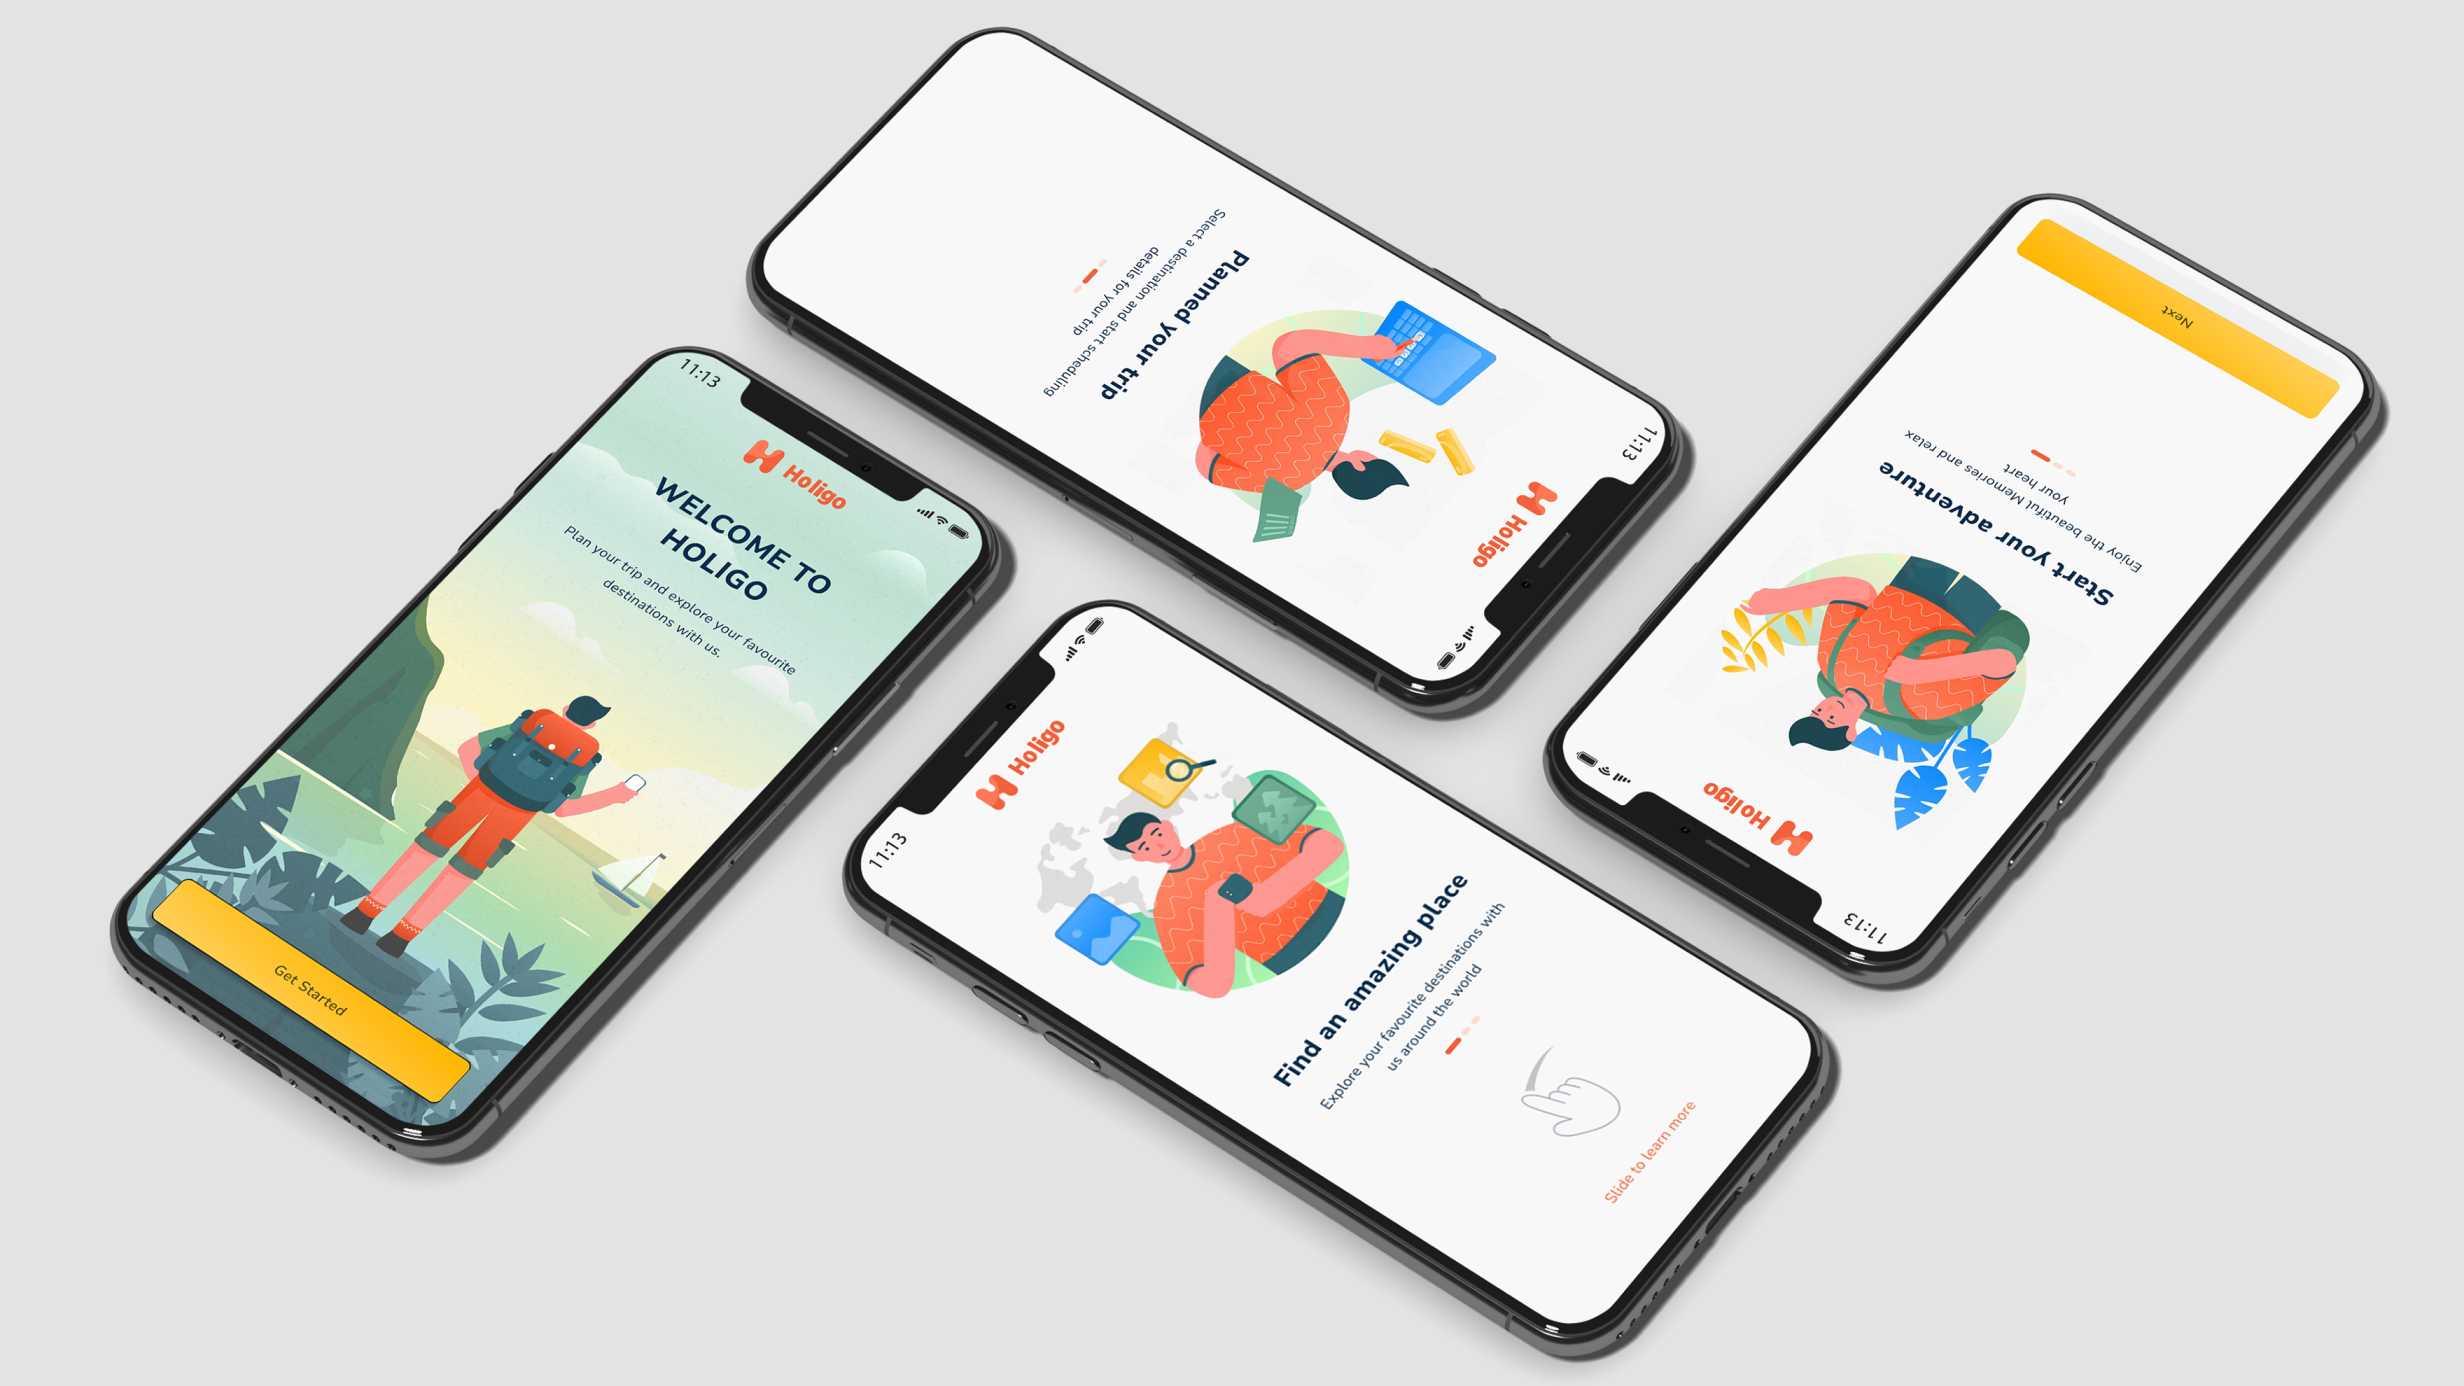 11:13
Holigo
WELCOME TO
HOLIGO
Plan your trip and explore your favourite
destinations with us.
Get Started
11:13
Holigo
Planned your trip
Select a destination and start scheduling
details for your trip
11:13
Holigo
Find an amazing place
Explore your favourite destinations with
us around the world
Slide to learn more
11:13
Holigo
Start your adventure
Enjoy the beautiful Memories and relax
your heart
Next